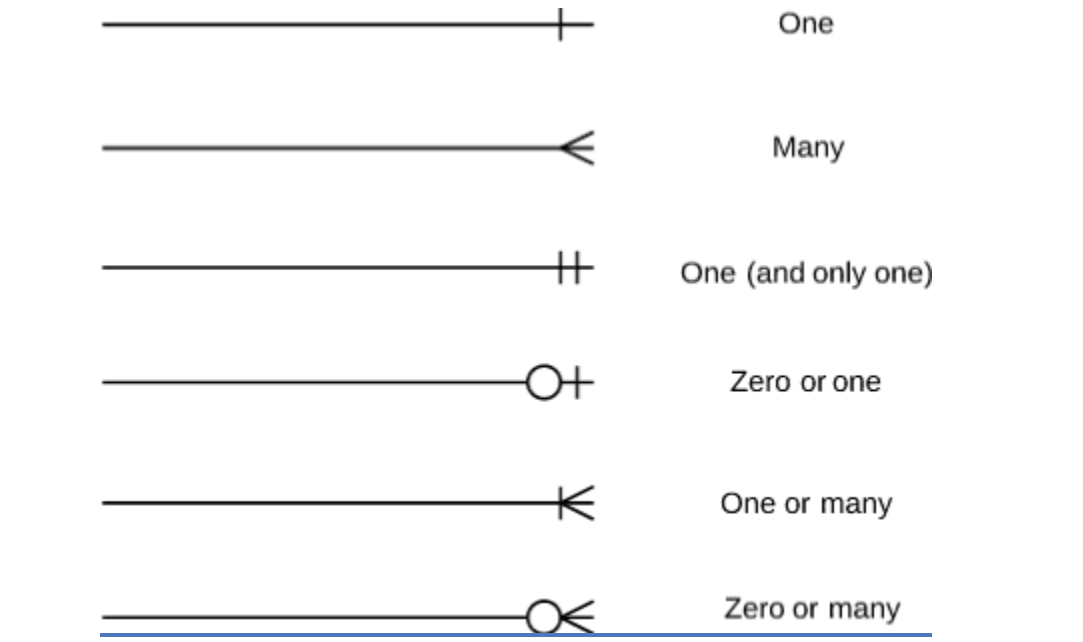 One
Many
One (and only one)
Zero or one
One or many
Zero or many